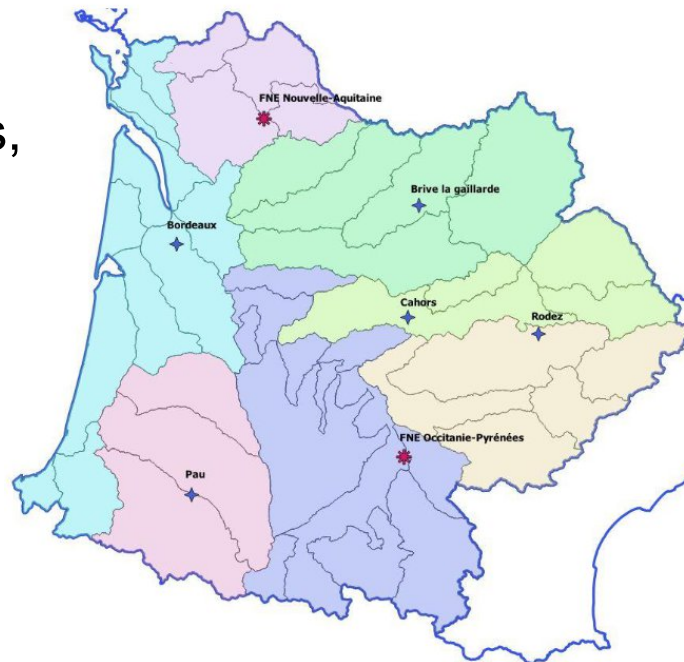 FNE Nouvelle-Aquitaine
s,
Brive la gaillarde
Bordeaux
Cahors
Rodez
FNE Occitanie-Pyrénées
Pau